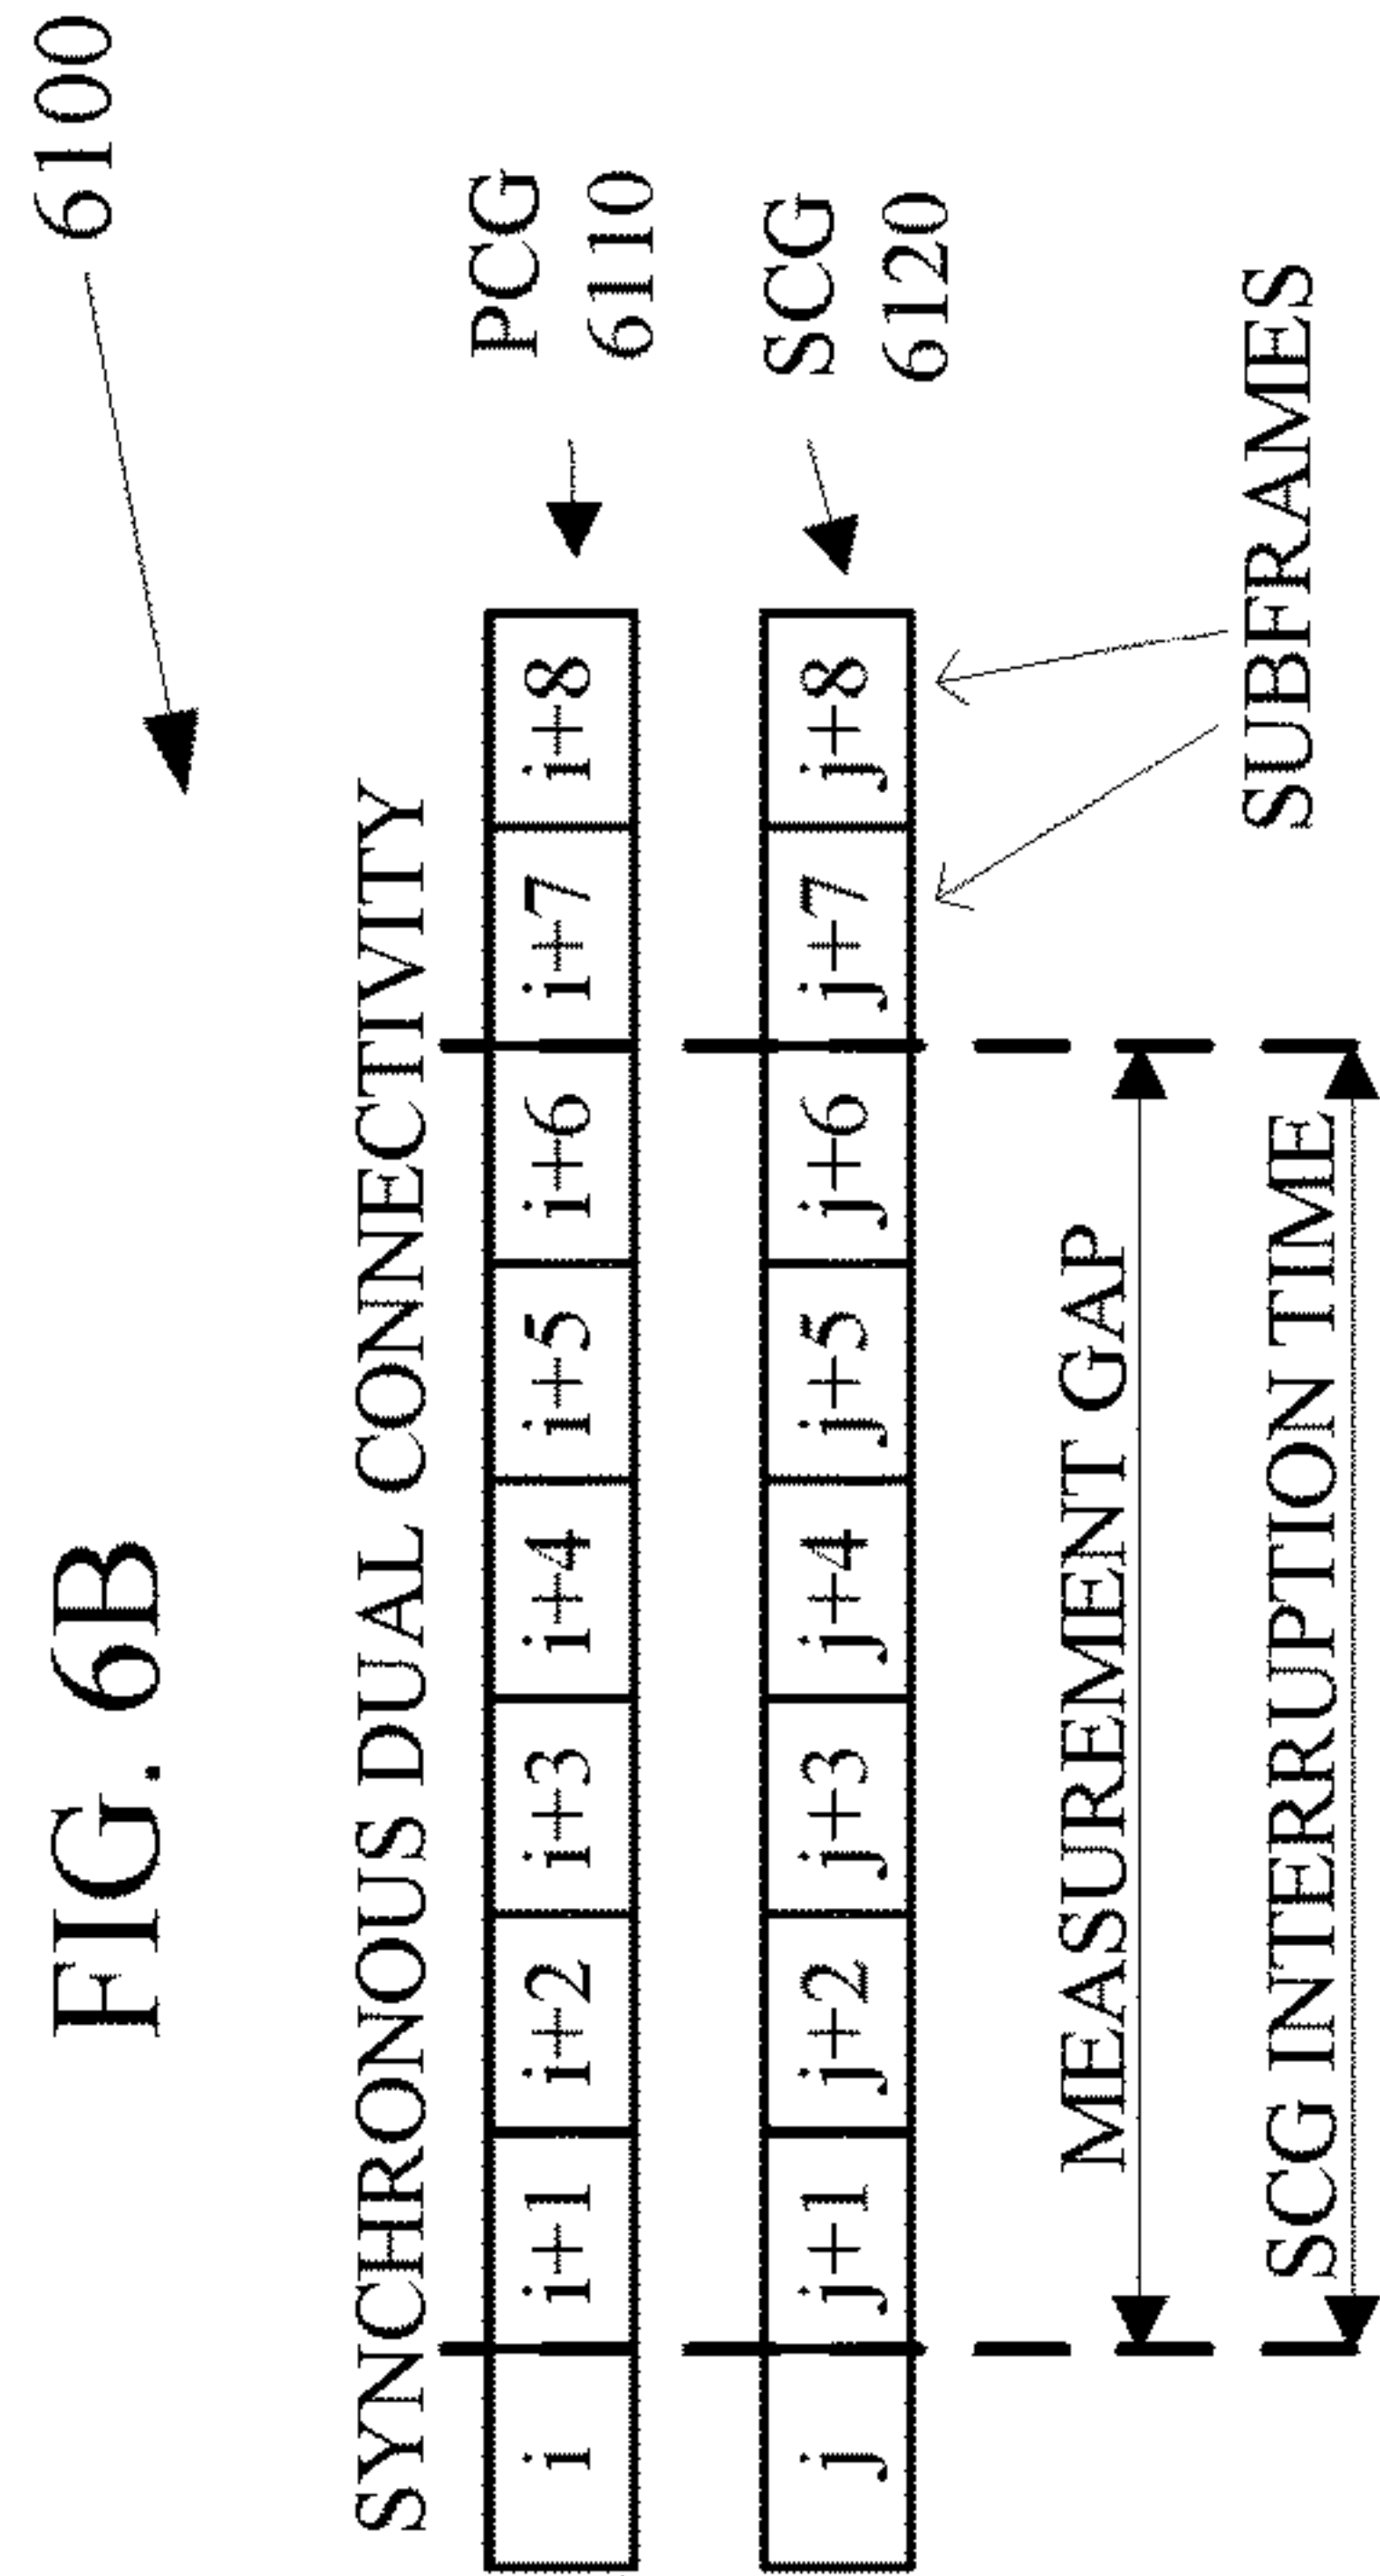 FIG. 6B
6100
SYNCHRONOUS DUAL CONNECTIVITY
i i+1 i+2 i+3 i+4 i+5 i+6 i+7 i+8
PCG
6110
j j+1 j+2 j+3 j+4 j+5 j+6 j+7 j+8
SCG
6120
MEASUREMENT GAP
SUBFRAMES
SCG INTERRUPTION TIME